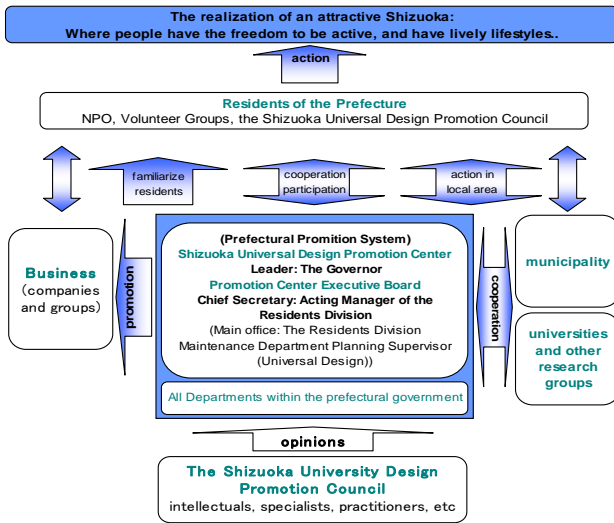 The realization of an attractive Shizuoka:
Where people have the freedom to be active, and have lively lifestyles..
action
Residents of the Prefecture
NPO, Volunteer Groups, the Shizuoka Universal Design Promotion Council
familiarize
residents
cooperation
participation
action in
local area
Business
(companies
and groups)
promotion
(Prefectural Promition System)
Shizuoka Universal Design Promotion Center
Leader: The Governor
Promotion Center Executive Board
Chief Secretary: Acting Manager of the
Residents Division
(Main office: The Residents Division
Maintenance Department Planning Supervisor
(Universal Design))
All Departments within the prefectural government
cooperation
municipality
universities
and other
research
groups
opinions
The Shizuoka University Design
Promotion Council
intellectuals, specialists, practitioners, etc